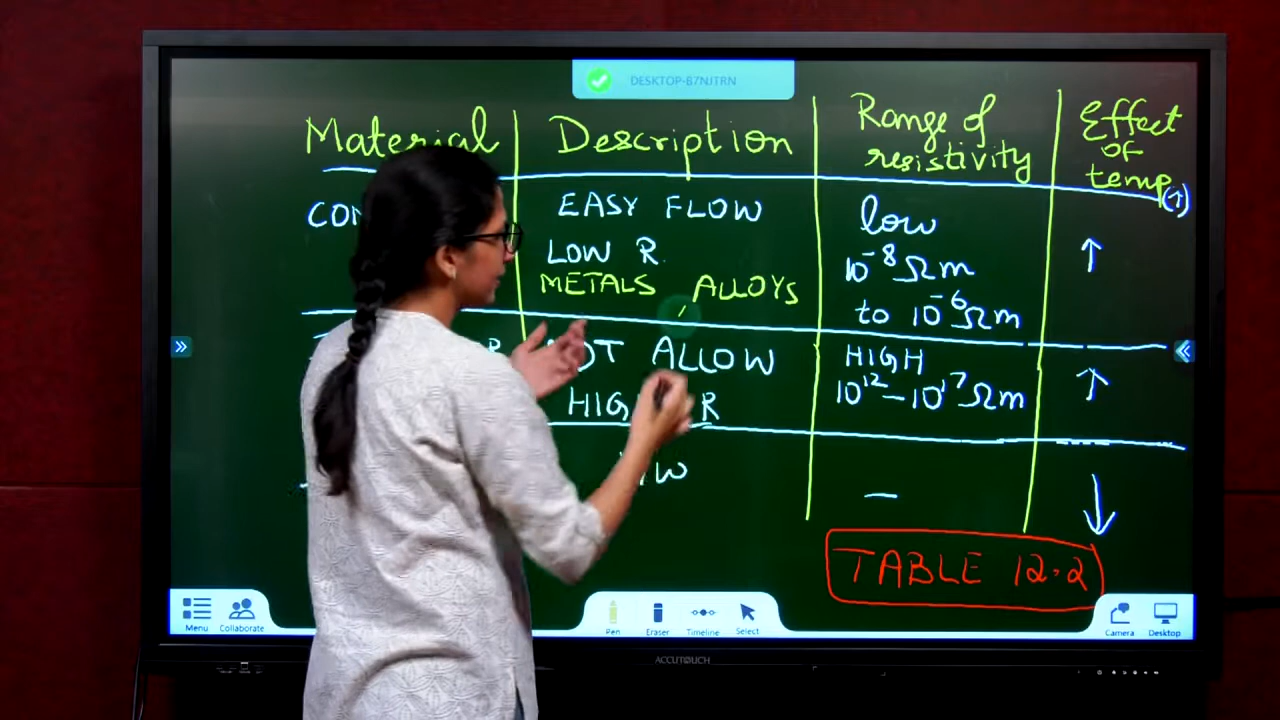 DESKTOP-B7NJTRN
Material Description Range of resistivity Effect of temp (↑)
EASY FLOW
LOW R.
METALS, ALLOYS
low
10⁻⁸ Ωm
to 10⁻⁶ Ωm
↑
ALLOW
R
HIGH
10¹² – 10¹⁷ Ωm
↑
–
↓
TABLE 12.2
Menu Collaborate Pen Eraser Timeline Select Camera Desktop
ACCUTOUCH